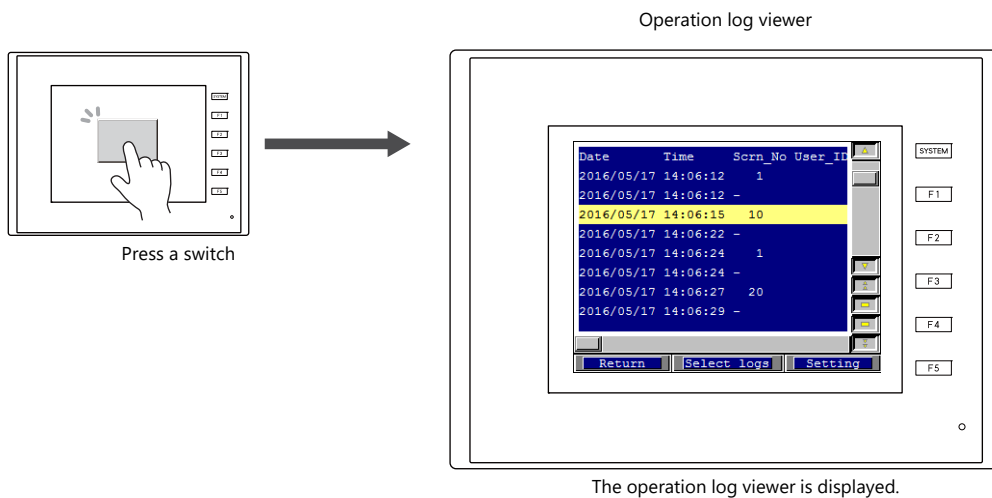 Operation log viewer
SYSTEM
F1
F2
F3
F4
F5
Press a switch
Date Time Scrn_No User_ID
2016/05/17 14:06:12 1
2016/05/17 14:06:12 -
2016/05/17 14:06:15 10
2016/05/17 14:06:22 -
2016/05/17 14:06:24 1
2016/05/17 14:06:24 -
2016/05/17 14:06:27 20
2016/05/17 14:06:29 -
Return Select logs Setting
SYSTEM
F1
F2
F3
F4
F5
The operation log viewer is displayed.